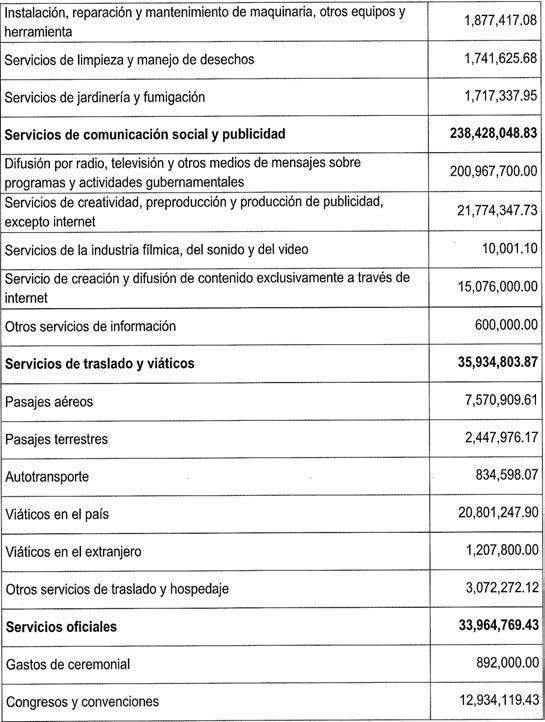 Instalación, reparación y mantenimiento de maquinaria, otros equipos y
herramienta
1,877,417.08
Servicios de limpieza y manejo de desechos
1,741,625.68
Servicios de jardinería y fumigación
1,717,337.95
Servicios de comunicación social y publicidad
238,428,048.83
Difusión por radio, televisión y otros medios de mensajes sobre
programas y actividades gubernamentales
200,967,700.00
Servicios de creatividad, preproducción y producción de publicidad,
excepto internet
21,774,347.73
Servicios de la industria fílmica, del sonido y del video
10,001.10
Servicio de creación y difusión de contenido exclusivamente a través de
internet
15,076,000.00
Otros servicios de información
600,000.00
Servicios de traslado y viáticos
35,934,803.87
Pasajes aéreos
7,570,909.61
Pasajes terrestres
2,447,976.17
Autotransporte
834,598.07
Viáticos en el país
20,801,247.90
Viáticos en el extranjero
1,207,800.00
Otros servicios de traslado y hospedaje
3,072,272.12
Servicios oficiales
33,964,769.43
Gastos de ceremonial
892,000.00
Congresos y convenciones
12,934,119.43